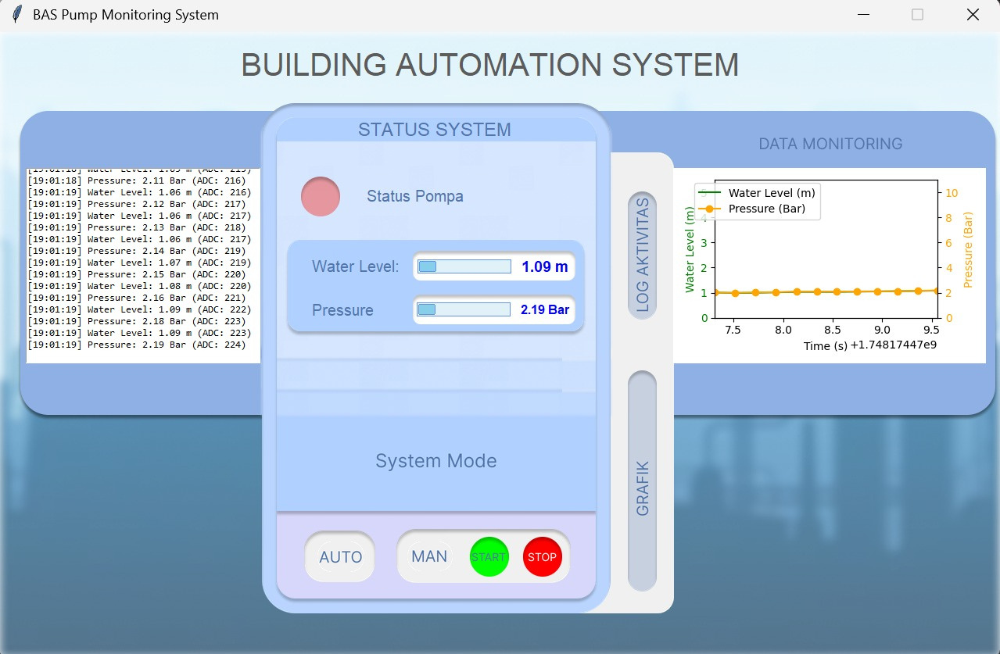 BAS Pump Monitoring System
BUILDING AUTOMATION SYSTEM
[19:01:18] Water Level: 1.05 m (ADC: 215)
[19:01:18] Pressure: 2.11 Bar (ADC: 216)
[19:01:19] Water Level: 1.06 m (ADC: 216)
[19:01:19] Pressure: 2.12 Bar (ADC: 217)
[19:01:19] Water Level: 1.06 m (ADC: 217)
[19:01:19] Pressure: 2.13 Bar (ADC: 218)
[19:01:19] Water Level: 1.06 m (ADC: 217)
[19:01:19] Pressure: 2.14 Bar (ADC: 219)
[19:01:19] Water Level: 1.07 m (ADC: 219)
[19:01:19] Pressure: 2.15 Bar (ADC: 220)
[19:01:19] Water Level: 1.08 m (ADC: 220)
[19:01:19] Pressure: 2.16 Bar (ADC: 221)
[19:01:19] Water Level: 1.09 m (ADC: 222)
[19:01:19] Pressure: 2.18 Bar (ADC: 223)
[19:01:19] Water Level: 1.09 m (ADC: 223)
[19:01:19] Pressure: 2.19 Bar (ADC: 224)
STATUS SYSTEM
Status Pompa
Water Level: 1.09 m
Pressure 2.19 Bar
System Mode
AUTO
MAN
START
STOP
LOG AKTIVITAS
GRAFIK
DATA MONITORING
Water Level (m)
Pressure (Bar)
Water Level (m)
5
4
3
2
1
0
10
8
6
4
2
0
Pressure (Bar)
7.5 8.0 8.5 9.0 9.5
Time (s) +1.74817447e9